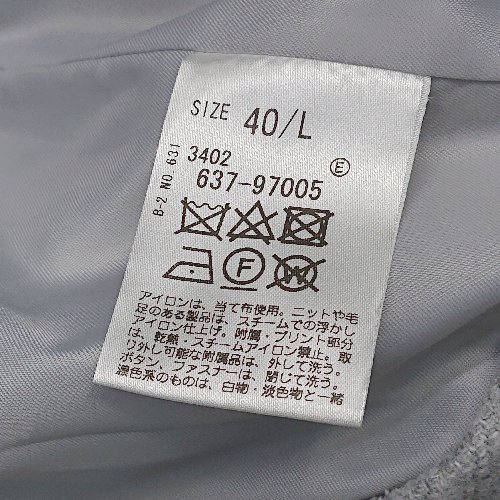 SIZE 40/L
B-2 NO. 631
3402
637-97005
E
F
W
アイロンは、当て布使用。ニットや毛
足のある製品は、スチームでの浮かし
アイロン仕上げ。附属・プリント部分
は、乾熱・スチームアイロン禁止。取
り外し可能な附属品は、外して洗う。
ボタン、ファスナーは、閉じて洗う。
濃色系のものは、白物・淡色物と一緒